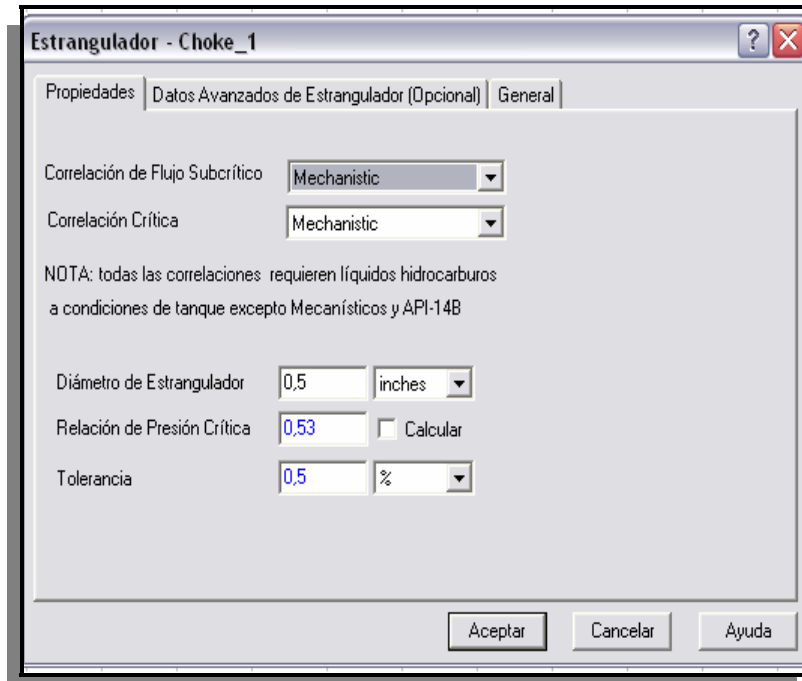 Estrangulador - Choke_1
Propiedades Datos Avanzados de Estrangulador (Opcional) General
Correlación de Flujo Subcrítico Mechanistic
Correlación Crítica Mechanistic
NOTA: todas las correlaciones requieren líquidos hidrocarburos
a condiciones de tanque excepto Mecanísticos y API-14B
Diámetro de Estrangulador 0,5 inches
Relación de Presión Crítica 0,53 Calcular
Tolerancia 0,5 %
Aceptar Cancelar Ayuda